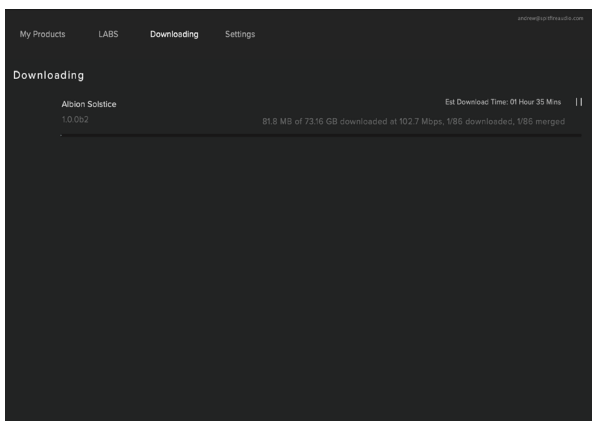 andrew@spitfireaudio.com
My Products LABS Downloading Settings
Downloading
Albion Solstice Est Download Time: 01 Hour 35 Mins
1.0.0b2 81.8 MB of 73.16 GB downloaded at 102.7 Mbps, 1/86 downloaded, 1/86 merged